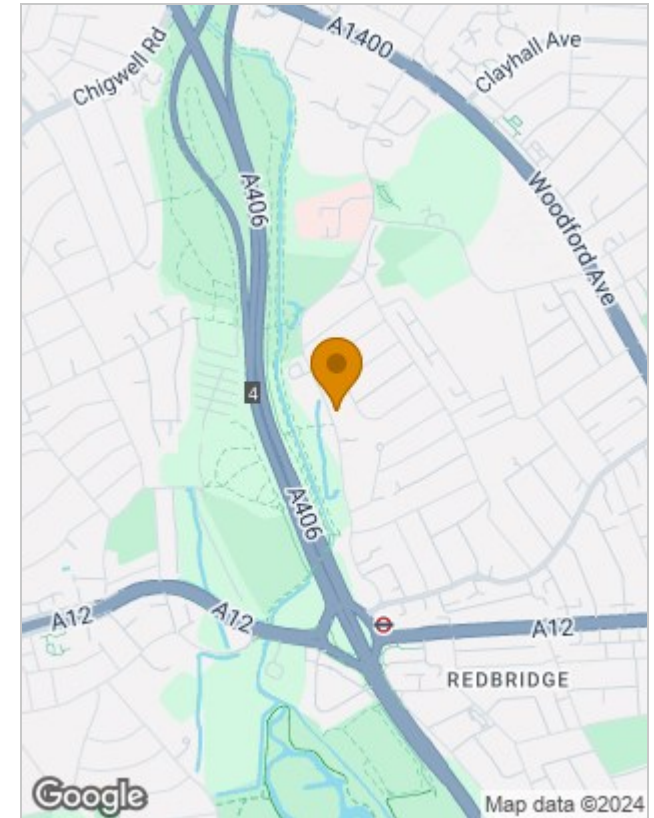 A1400
Chigwell Rd
Clayhall Ave
A406
Woodford Ave
4
A406
A12
A12
A12
REDBRIDGE
Google
Map data ©2024